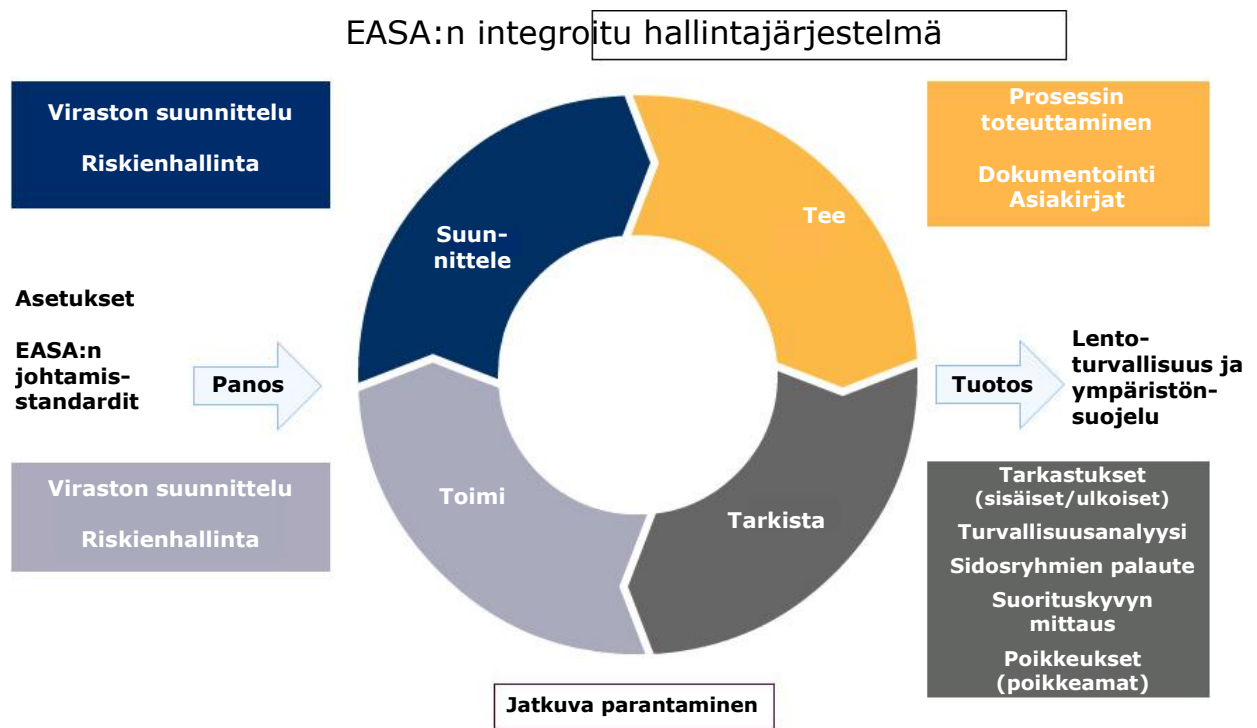 EASA:n integroitu hallintajärjestelmä
Viraston suunnittelu
Riskienhallinta
Prosessin
toteuttaminen
Dokumentointi
Asiakirjat
Suun-
nittele
Tee
Asetukset
EASA:n
johtamis-
standardit
Panos
Tuotos
Lento-
turvallisuus ja
ympäristön-
suojelu
Viraston suunnittelu
Riskienhallinta
Toimi
Tarkista
Tarkastukset
(sisäiset/ulkoiset)
Turvallisuusanalyysi
Sidosryhmien palaute
Suorituskyvyn
mittaus
Poikkeukset
(poikkeamat)
Jatkuva parantaminen